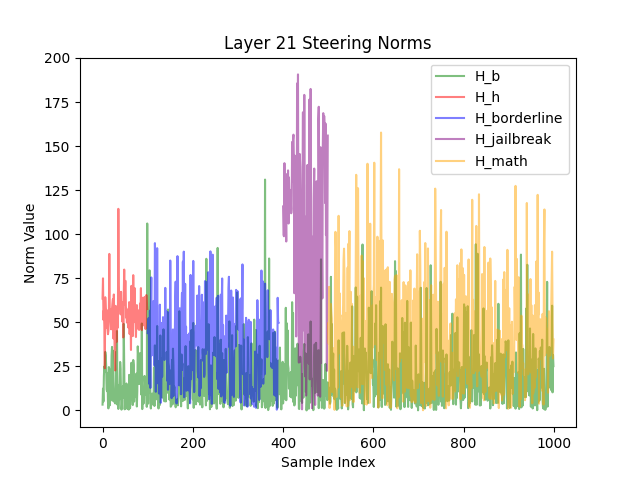 Layer 21 Steering Norms
Norm Value
200
175
150
125
100
75
50
25
0
H_b
H_h
H_borderline
H_jailbreak
H_math
0 200 400 600 800 1000
Sample Index